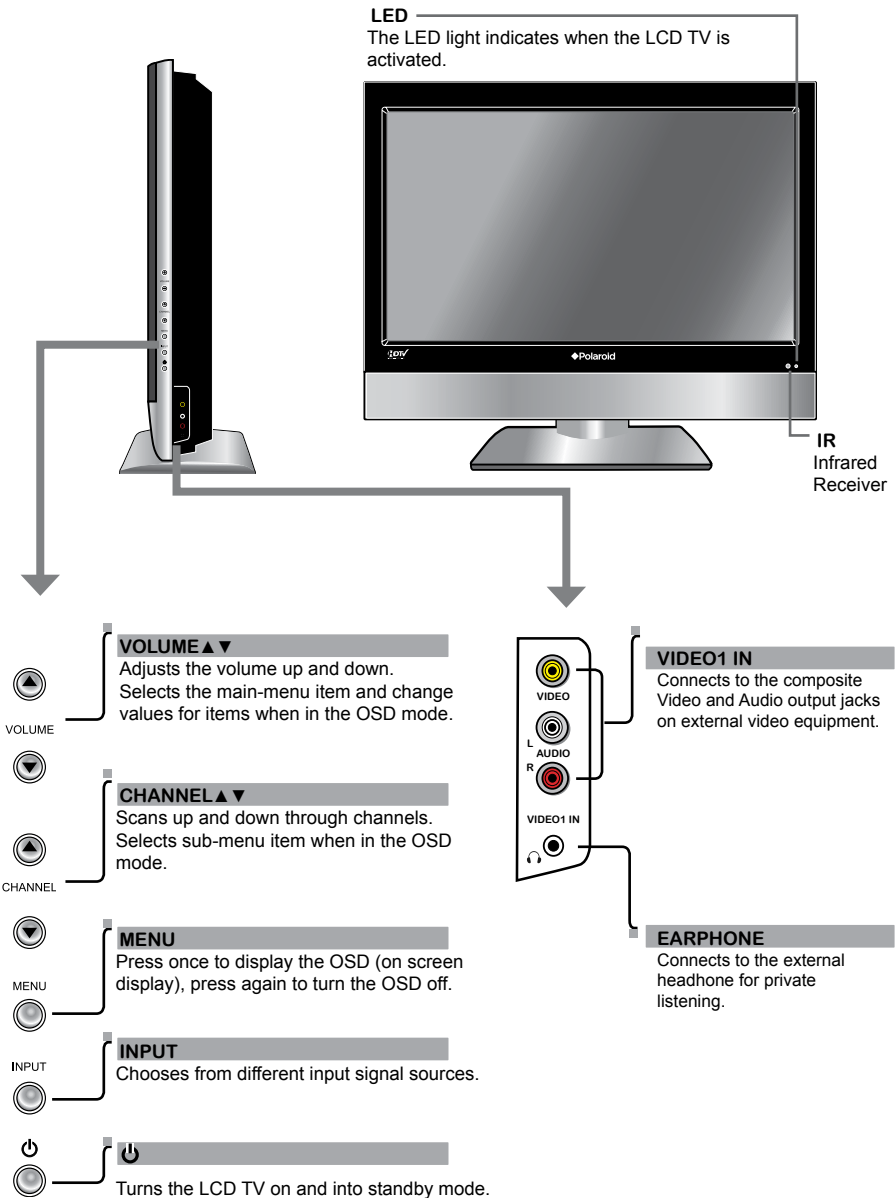 LED
The LED light indicates when the LCD TV is
activated.
HDTV
Polaroid
IR
Infrared
Receiver
VOLUME
VOLUME▲▼
Adjusts the volume up and down.
Selects the main-menu item and change
values for items when in the OSD mode.
CHANNEL
CHANNEL▲▼
Scans up and down through channels.
Selects sub-menu item when in the OSD
mode.
MENU
MENU
Press once to display the OSD (on screen
display), press again to turn the OSD off.
INPUT
INPUT
Chooses from different input signal sources.
Turns the LCD TV on and into standby mode.
VIDEO
L
AUDIO
R
VIDEO1 IN
VIDEO1 IN
Connects to the composite
Video and Audio output jacks
on external video equipment.
EARPHONE
Connects to the external
headhone for private
listening.